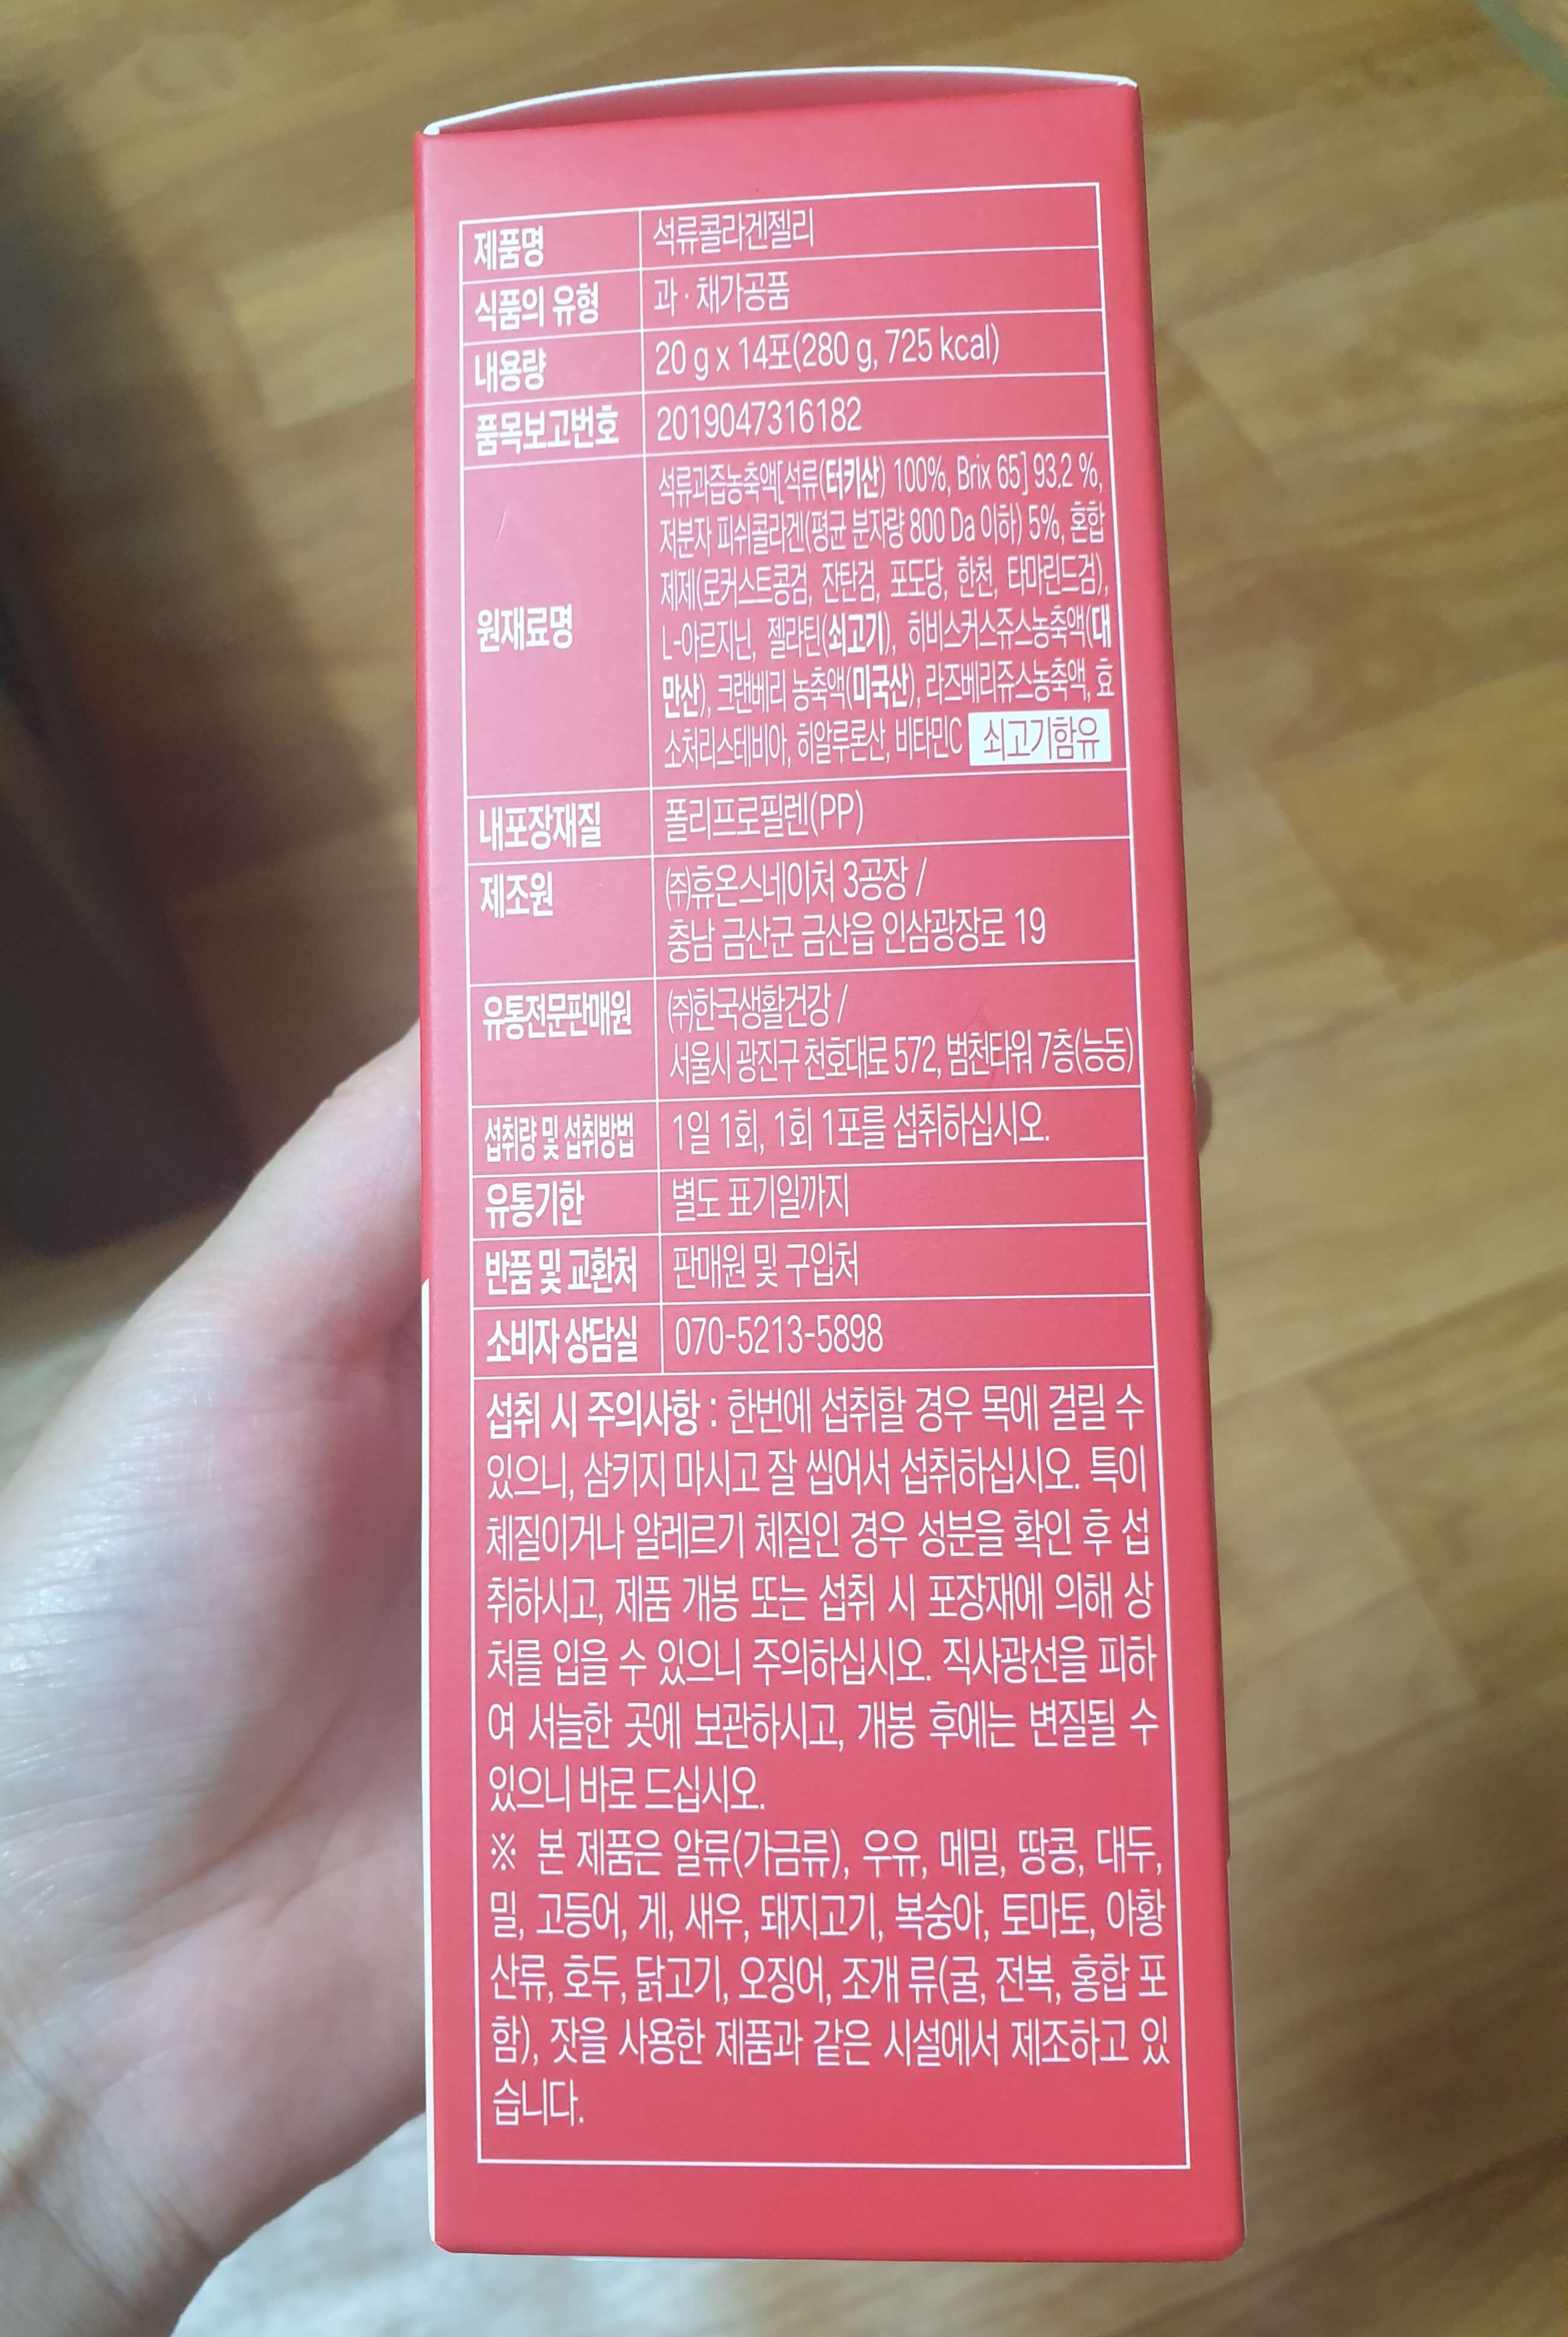 제품명 석류콜라겐젤리
식품의 유형 과·채가공품
내용량 20 g x 14포(280 g, 725 kcal)
품목보고번호 2019047316182
원재료명
석류과즙농축액[석류(터키산) 100%, Brix 65] 93.2 %,
저분자 피쉬콜라겐(평균 분자량 800 Da 이하) 5%, 혼합
제제(로커스트콩검, 잔탄검, 포도당, 한천, 타마린드검),
L-아르지닌, 젤라틴(쇠고기), 히비스커스쥬스농축액(대
만산), 크랜베리 농축액(미국산), 라즈베리쥬스농축액, 효
소처리스테비아, 히알루론산, 비타민C 쇠고기함유
내포장재질 폴리프로필렌(PP)
제조원 ㈜휴온스네이처 3공장 /
충남 금산군 금산읍 인삼광장로 19
유통전문판매원 ㈜한국생활건강 /
서울시 광진구 천호대로 572, 범천타워 7층(능동)
섭취량 및 섭취방법 1일 1회, 1회 1포를 섭취하십시오.
유통기한 별도 표기일까지
반품 및 교환처 판매원 및 구입처
소비자 상담실 070-5213-5898
섭취 시 주의사항 : 한번에 섭취할 경우 목에 걸릴 수
있으니, 삼키지 마시고 잘 씹어서 섭취하십시오. 특이
체질이거나 알레르기 체질인 경우 성분을 확인 후 섭
취하시고, 제품 개봉 또는 섭취 시 포장재에 의해 상
처를 입을 수 있으니 주의하십시오. 직사광선을 피하
여 서늘한 곳에 보관하시고, 개봉 후에는 변질될 수
있으니 바로 드십시오.
※ 본 제품은 알류(가금류), 우유, 메밀, 땅콩, 대두,
밀, 고등어, 게, 새우, 돼지고기, 복숭아, 토마토, 아황
산류, 호두, 닭고기, 오징어, 조개 류(굴, 전복, 홍합 포
함), 잣을 사용한 제품과 같은 시설에서 제조하고 있
습니다.